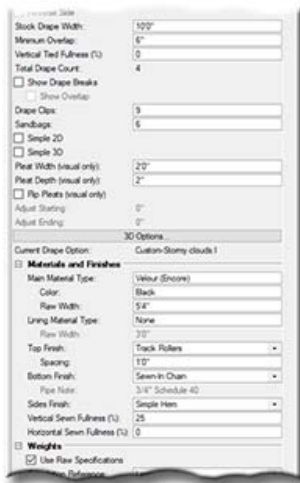 Side
Stock Drape Width: 10'0"
Minimum Overlap: 6"
Vertical Tied Fullness (%): 0
Total Drape Count: 4
Show Drape Breaks
Show Overlap
Drape Clips: 9
Sandbags: 6
Simple 2D
Simple 3D
Pleat Width (visual only): 2'0"
Pleat Depth (visual only): 2"
Flip Pleats (visual only)
Adjust Starting: 0"
Adjust Ending: 0"
3D Options...
Current Drape Option: Custom-Stormy clouds I
Materials and Finishes
Main Material Type: Velour (Encore)
Color: Black
Raw Width: 5'4"
Lining Material Type: None
Raw Width: 3'0"
Top Finish: Track Rollers
Spacing: 1'0"
Bottom Finish: Sewn-In Chain
Pipe Note: 3/4" Schedule 40
Sides Finish: Simple Hem
Vertical Sewn Fullness (%): 25
Horizontal Sewn Fullness (%): 0
Weights
Use Raw Specifications
Reference